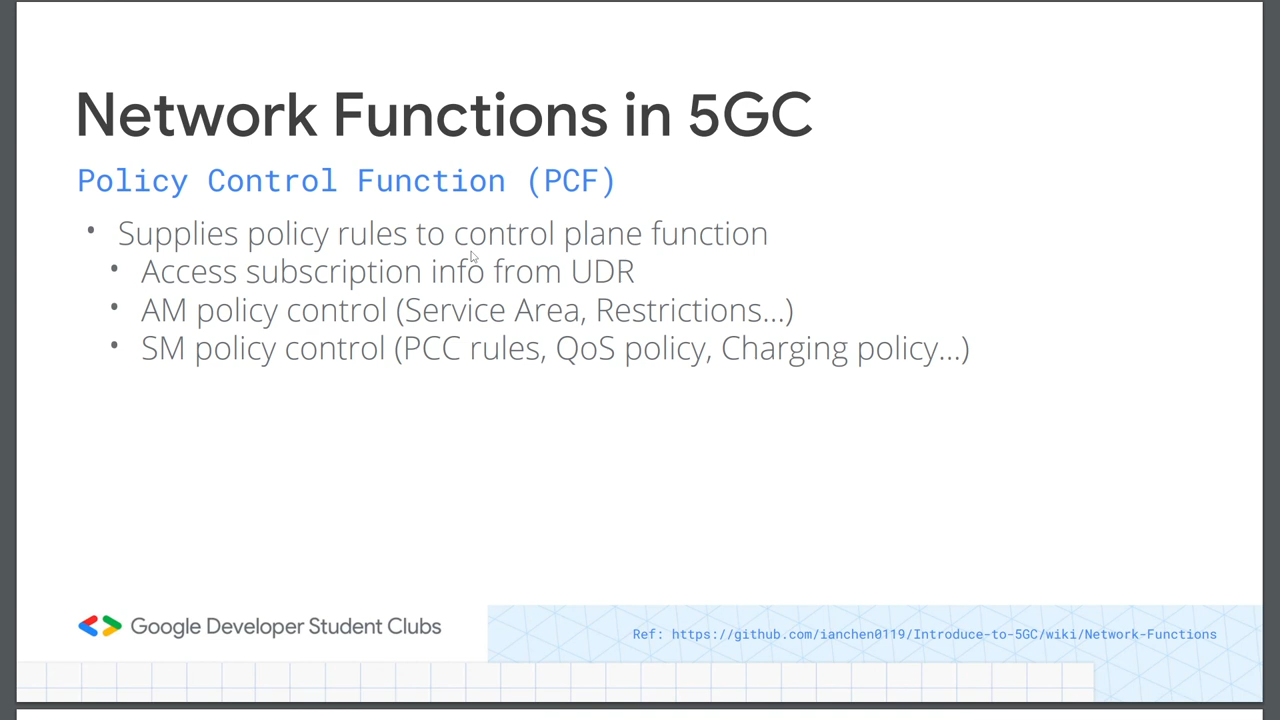 Network Functions in 5GC
Policy Control Function (PCF)
• Supplies policy rules to control plane function
• Access subscription info from UDR
• AM policy control (Service Area, Restrictions...)
• SM policy control (PCC rules, QoS policy, Charging policy...)
Google Developer Student Clubs
Ref: https://github.com/ianchen0119/Introduce-to-5GC/wiki/Network-Functions